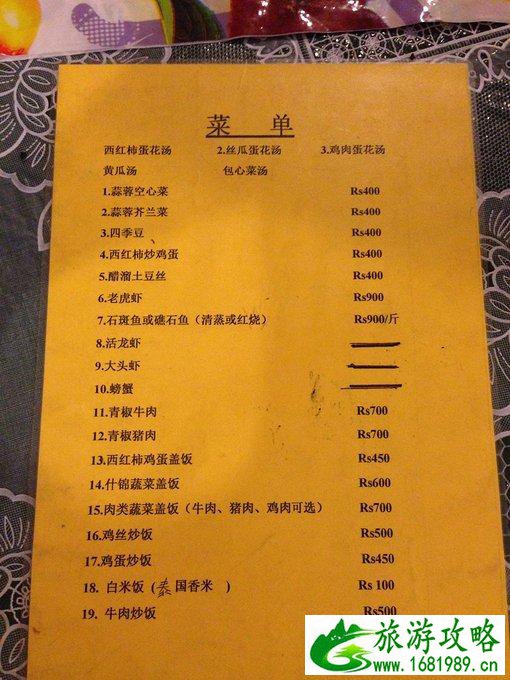 菜 单
西红柿蛋花汤 2.丝瓜蛋花汤 3.鸡肉蛋花汤
黄瓜汤 包心菜汤
1.蒜蓉空心菜 Rs400
2.蒜蓉芥兰菜 Rs400
3.四季豆、 Rs400
4.西红柿炒鸡蛋 Rs400
5.醋溜土豆丝 Rs400
6.老虎虾 Rs900
7.石斑鱼或礁石鱼（清蒸或红烧） Rs900/斤
8.活龙虾
9.大头虾
10.螃蟹
11.青椒牛肉 Rs700
12.青椒猪肉 Rs700
13.西红柿鸡蛋盖饭 Rs450
14.什锦蔬菜盖饭 Rs600
15.肉类蔬菜盖饭（牛肉、猪肉、鸡肉可选） Rs700
16.鸡丝炒饭 Rs500
17.鸡蛋炒饭 Rs450
18. 白米饭（泰国香米 ） Rs 100
19. 牛肉炒饭 Rs500
旅游攻略
www.1681989.cn